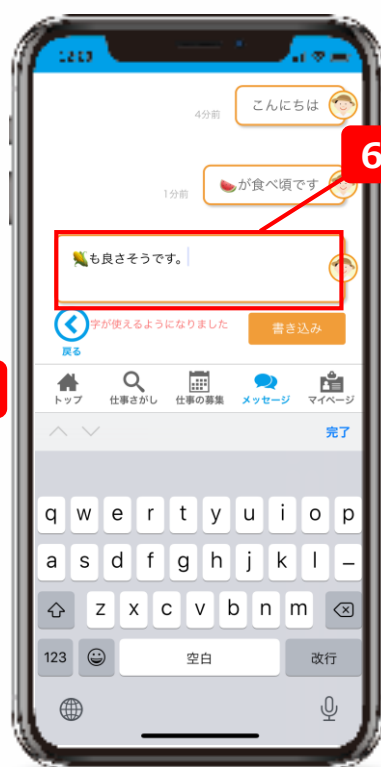 12:13
こんにちは
4分前
6
🍉が食べ頃です
1分前
🌽も良さそうです。
字が使えるようになりました
書き込み
戻る
トップ 仕事さがし 仕事の募集 メッセージ マイページ
完了
q w e r t y u i o p
a s d f g h j k l –
z x c v b n m
123 空白 改行